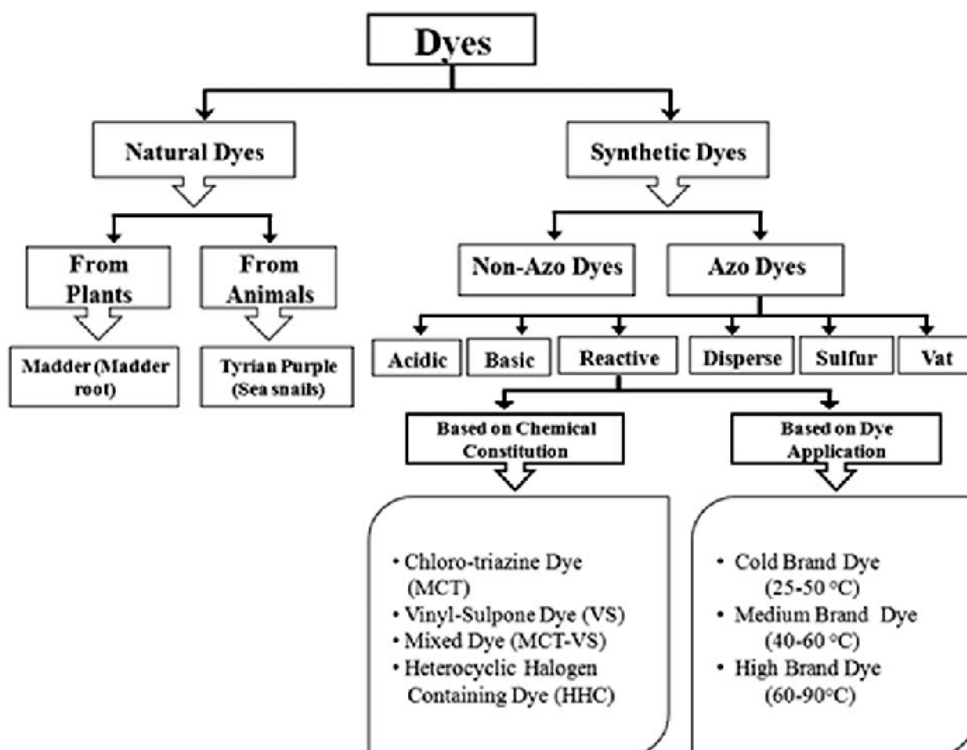 Dyes
Natural Dyes
Synthetic Dyes
From
Plants
From
Animals
Non-Azo Dyes
Azo Dyes
Madder (Madder
root)
Tyrian Purple
(Sea snails)
Acidic
Basic
Reactive
Disperse
Sulfur
Vat
Based on Chemical
Constitution
Based on Dye
Application
• Chloro-triazine Dye
(MCT)
• Vinyl-Sulpone Dye (VS)
• Mixed Dye (MCT-VS)
• Heterocyclic Halogen
Containing Dye (HHC)
• Cold Brand Dye
(25-50 °C)
• Medium Brand Dye
(40-60 °C)
• High Brand Dye
(60-90°C)